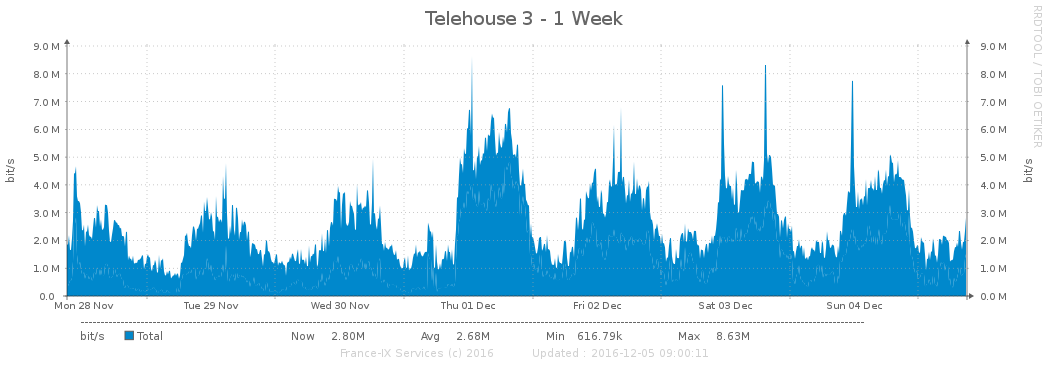 Telehouse 3 - 1 Week
RRDTOOL / TOBI OETIKER
bit/s
9.0 M 9.0 M
8.0 M 8.0 M
7.0 M 7.0 M
6.0 M 6.0 M
5.0 M 5.0 M
4.0 M 4.0 M
3.0 M 3.0 M
2.0 M 2.0 M
1.0 M 1.0 M
0.0 0.0 M
bit/s
Mon 28 Nov Tue 29 Nov Wed 30 Nov Thu 01 Dec Fri 02 Dec Sat 03 Dec Sun 04 Dec
bit/s Total Now 2.80M Avg 2.68M Min 616.79k Max 8.63M
France-IX Services (c) 2016 Updated : 2016-12-05 09:00:11